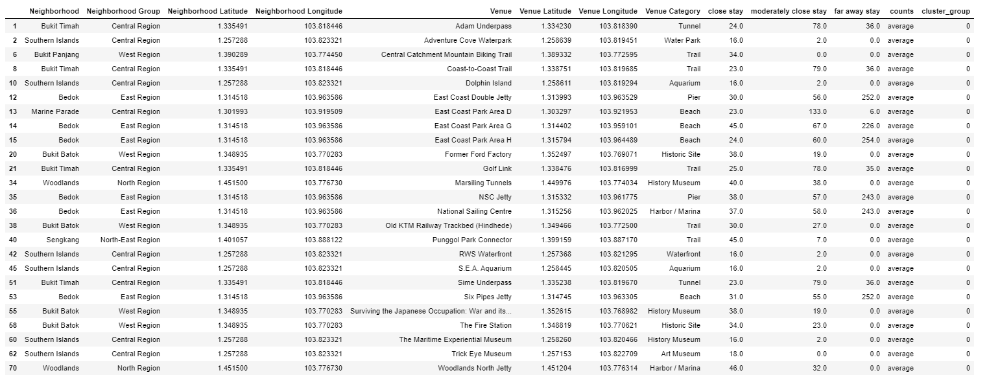 Neighborhood Neighborhood Group Neighborhood Latitude Neighborhood Longitude Venue Venue Latitude Venue Longitude Venue Category close stay moderately close stay far away stay counts cluster_group
1 Bukit Timah Central Region 1.335491 103.818446 Adam Underpass 1.334230 103.818390 Tunnel 24.0 78.0 36.0 average 0
2 Southern Islands Central Region 1.257288 103.823321 Adventure Cove Waterpark 1.258639 103.819451 Water Park 16.0 2.0 0.0 average 0
6 Bukit Panjang West Region 1.390289 103.774450 Central Catchment Mountain Biking Trail 1.389332 103.772595 Trail 34.0 0.0 0.0 average 0
8 Bukit Timah Central Region 1.335491 103.818446 Coast-to-Coast Trail 1.338751 103.819685 Trail 23.0 79.0 36.0 average 0
10 Southern Islands Central Region 1.257288 103.823321 Dolphin Island 1.258611 103.819294 Aquarium 16.0 2.0 0.0 average 0
12 Bedok East Region 1.314518 103.963586 East Coast Double Jetty 1.313993 103.963529 Pier 30.0 56.0 252.0 average 0
13 Marine Parade Central Region 1.301993 103.919509 East Coast Park Area D 1.303297 103.921953 Beach 23.0 133.0 6.0 average 0
14 Bedok East Region 1.314518 103.963586 East Coast Park Area G 1.314402 103.959101 Beach 45.0 67.0 226.0 average 0
15 Bedok East Region 1.314518 103.963586 East Coast Park Area H 1.315794 103.964489 Beach 24.0 60.0 254.0 average 0
20 Bukit Batok West Region 1.348935 103.770283 Former Ford Factory 1.352497 103.769071 Historic Site 38.0 19.0 0.0 average 0
21 Bukit Timah Central Region 1.335491 103.818446 Golf Link 1.338476 103.816999 Trail 25.0 78.0 35.0 average 0
34 Woodlands North Region 1.451500 103.776730 Marsiling Tunnels 1.449976 103.774034 History Museum 40.0 38.0 0.0 average 0
35 Bedok East Region 1.314518 103.963586 NSC Jetty 1.315332 103.961775 Pier 38.0 57.0 243.0 average 0
36 Bedok East Region 1.314518 103.963586 National Sailing Centre 1.315256 103.962025 Harbor / Marina 37.0 58.0 243.0 average 0
38 Bukit Batok West Region 1.348935 103.770283 Old KTM Railway Trackbed (Hindhede) 1.349466 103.772500 Trail 30.0 27.0 0.0 average 0
40 Sengkang North-East Region 1.401057 103.888122 Punggol Park Connector 1.399159 103.887170 Trail 45.0 7.0 0.0 average 0
42 Southern Islands Central Region 1.257288 103.823321 RWS Waterfront 1.257368 103.821295 Waterfront 16.0 2.0 0.0 average 0
45 Southern Islands Central Region 1.257288 103.823321 S.E.A. Aquarium 1.258445 103.820505 Aquarium 16.0 2.0 0.0 average 0
51 Bukit Timah Central Region 1.335491 103.818446 Sime Underpass 1.335238 103.819670 Tunnel 23.0 79.0 36.0 average 0
53 Bedok East Region 1.314518 103.963586 Six Pipes Jetty 1.314745 103.963305 Beach 31.0 55.0 252.0 average 0
55 Bukit Batok West Region 1.348935 103.770283 Surviving the Japanese Occupation: War and its... 1.352615 103.768982 History Museum 38.0 19.0 0.0 average 0
58 Bukit Batok West Region 1.348935 103.770283 The Fire Station 1.348819 103.770621 Historic Site 34.0 23.0 0.0 average 0
60 Southern Islands Central Region 1.257288 103.823321 The Maritime Experiential Museum 1.258260 103.820466 History Museum 16.0 2.0 0.0 average 0
62 Southern Islands Central Region 1.257288 103.823321 Trick Eye Museum 1.257153 103.822709 Art Museum 18.0 0.0 0.0 average 0
70 Woodlands North Region 1.451500 103.776730 Woodlands North Jetty 1.451204 103.776314 Harbor / Marina 46.0 32.0 0.0 average 0